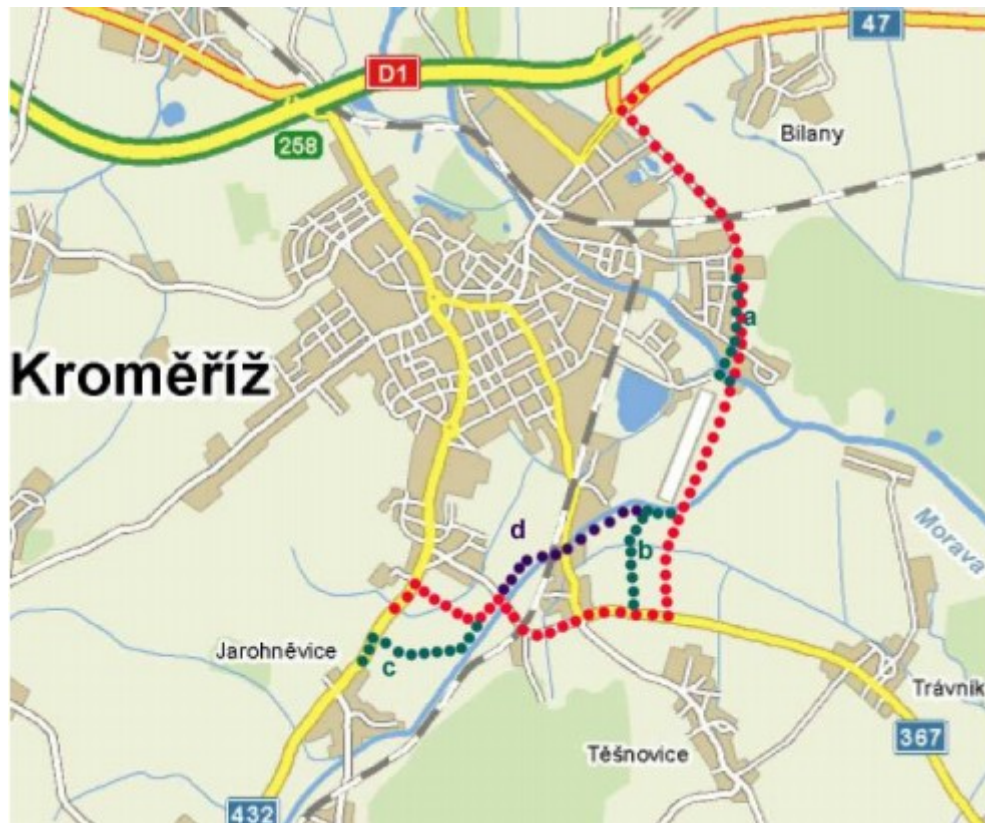 47
D1
258
Bilany
a
Kroměříž
Morava
d
b
Jarohněvice
c
Trávník
367
Těšnovice
432